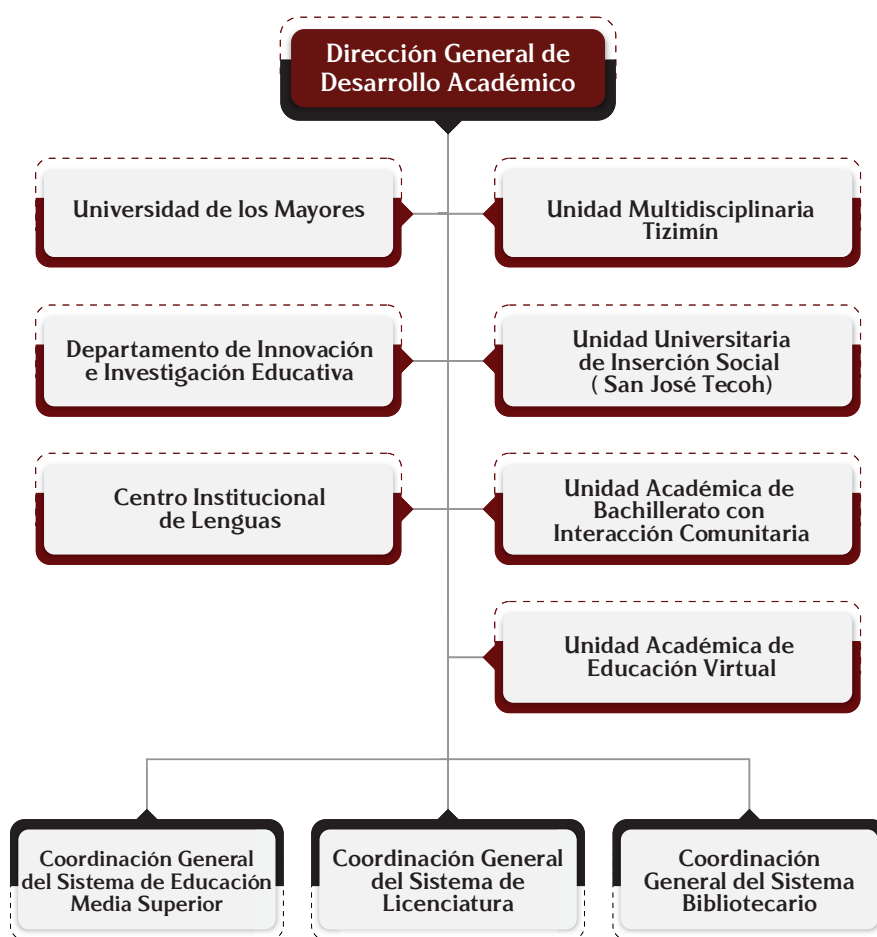 Dirección General de
Desarrollo Académico
Universidad de los Mayores
Unidad Multidisciplinaria
Tizimín
Departamento de Innovación
e Investigación Educativa
Unidad Universitaria
de Inserción Social
( San José Tecoh)
Centro Institucional
de Lenguas
Unidad Académica de
Bachillerato con
Interacción Comunitaria
Unidad Académica de
Educación Virtual
Coordinación General
del Sistema de Educación
Media Superior
Coordinación General
del Sistema de
Licenciatura
Coordinación
General del Sistema
Bibliotecario